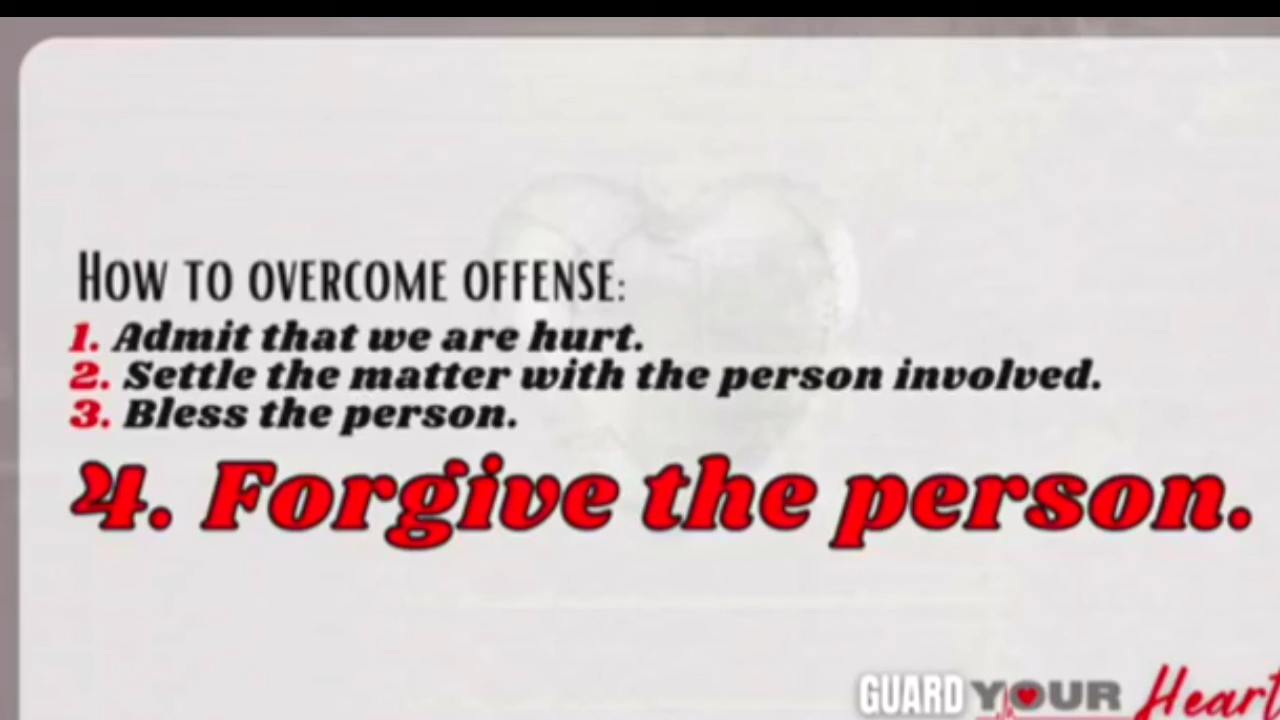 How to overcome offense:
1. Admit that we are hurt.
2. Settle the matter with the person involved.
3. Bless the person.
4. Forgive the person.
GUARD YOUR Heart